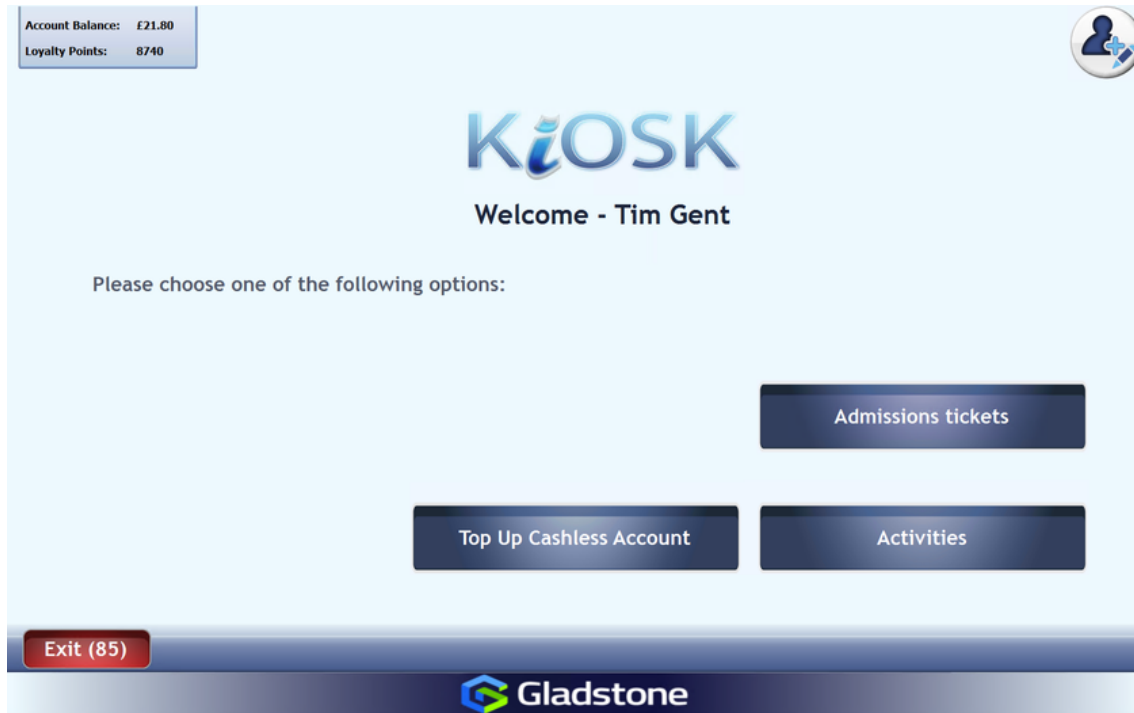 Account Balance: £21.80
Loyalty Points: 8740
KiOSK
Welcome - Tim Gent
Please choose one of the following options:
Admissions tickets
Top Up Cashless Account
Activities
Exit (85)
Gladstone